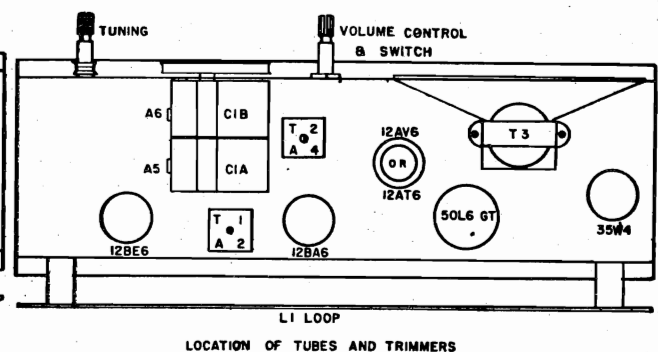 TUNING
VOLUME CONTROL
& SWITCH
A6
C1B
T 2
A 4
12AV6
OR
12AT6
T3
A5
C1A
T 1
A 2
12BE6
12BA6
50L6 GT
35W4
L1 LOOP
LOCATION OF TUBES AND TRIMMERS